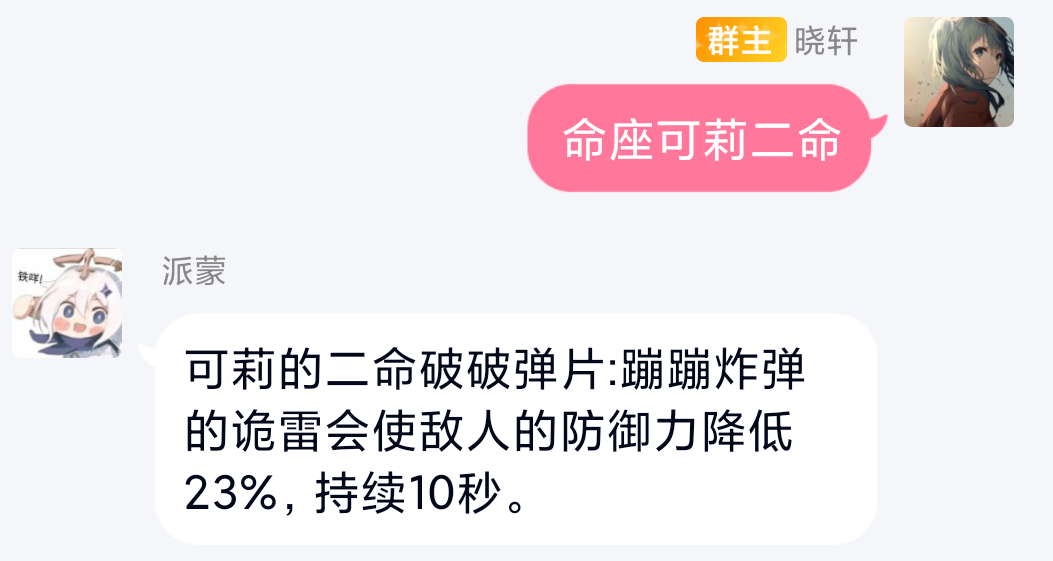 群主 晓轩
命座可莉二命
铁咩!
派蒙
可莉的二命破破弹片:蹦蹦炸弹
的诡雷会使敌人的防御力降低
23%, 持续10秒。